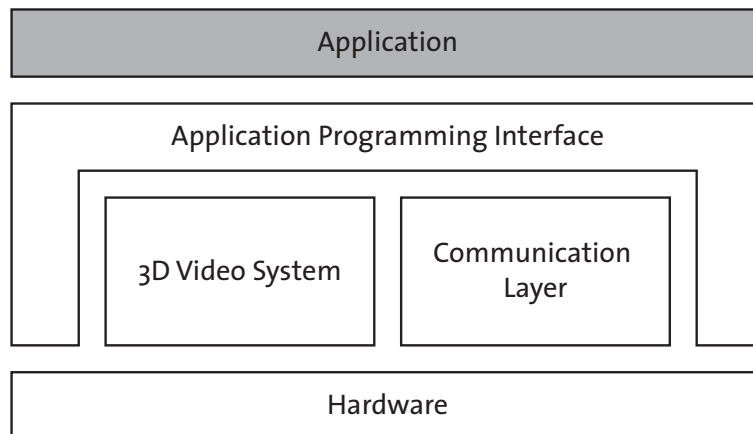 Application
Application Programming Interface
3D Video System
Communication
Layer
Hardware